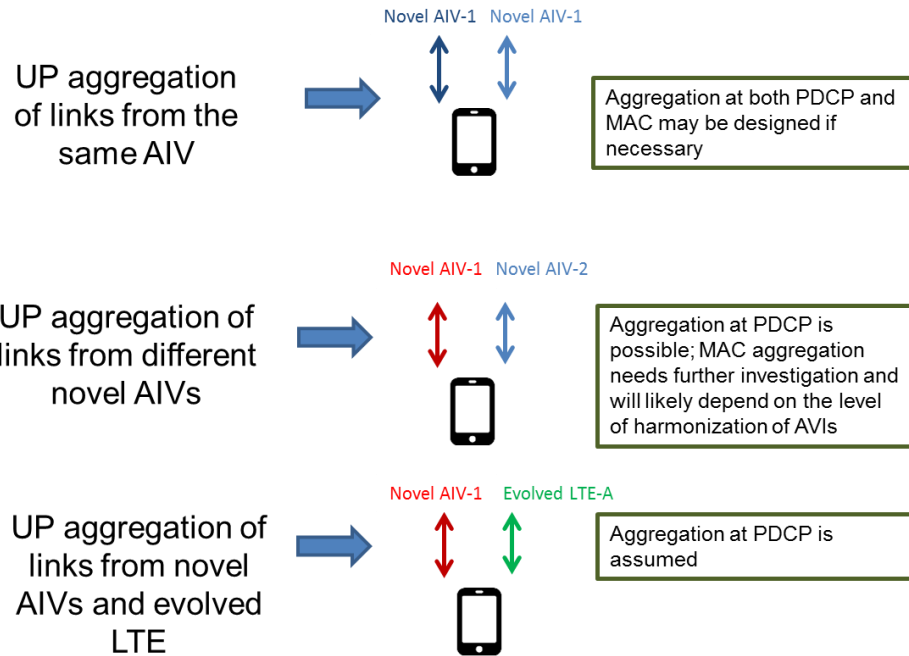 Novel AIV-1 Novel AIV-1
UP aggregation
of links from the
same AIV
Aggregation at both PDCP and
MAC may be designed if
necessary
Novel AIV-1 Novel AIV-2
UP aggregation of
links from different
novel AIVs
Aggregation at PDCP is
possible; MAC aggregation
needs further investigation and
will likely depend on the level
of harmonization of AVIs
Novel AIV-1 Evolved LTE-A
UP aggregation of
links from novel
AIVs and evolved
LTE
Aggregation at PDCP is
assumed